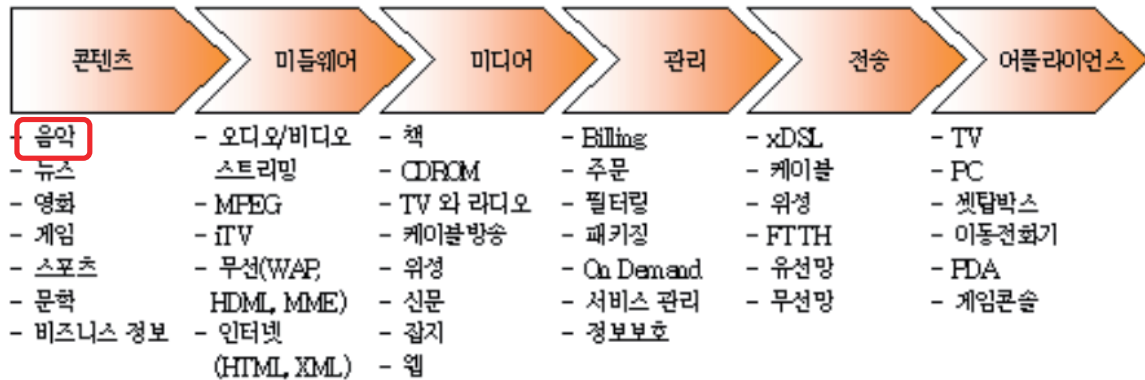 콘텐츠
미들웨어
미디어
관리
전송
어플라이언스
- 음악
- 뉴스
- 영화
- 게임
- 스포츠
- 문학
- 비즈니스 정보
- 오디오/비디오
스트리밍
- MPEG
- iTV
- 무선(WAP,
HDML, MME)
- 인터넷
(HTML, XML)
- 책
- CDROM
- TV 와 라디오
- 케이블방송
- 위성
- 신문
- 잡지
- 웹
- Billing
- 주문
- 필터링
- 패키징
- On Demand
- 서비스 관리
- 정보보호
- xDSL
- 케이블
- 위성
- FTTH
- 유선망
- 무선망
- TV
- PC
- 셋탑박스
- 이동전화기
- PDA
- 게임콘솔